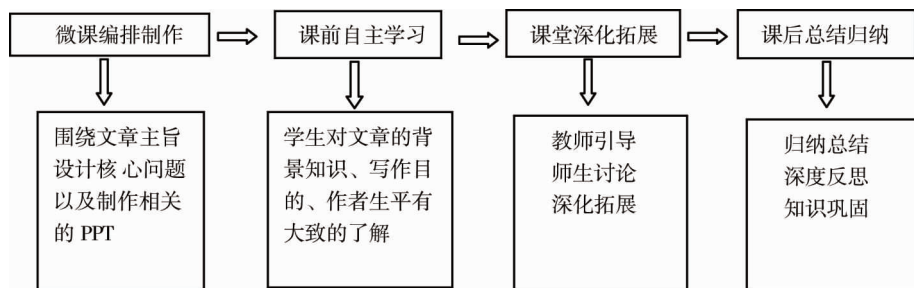 微课编排制作
课前自主学习
课堂深化拓展
课后总结归纳
围绕文章主旨
设计核心问题
以及制作相关
的 PPT
学生对文章的背
景知识、写作目
的、作者生平有
大致的了解
教师引导
师生讨论
深化拓展
归纳总结
深度反思
知识巩固